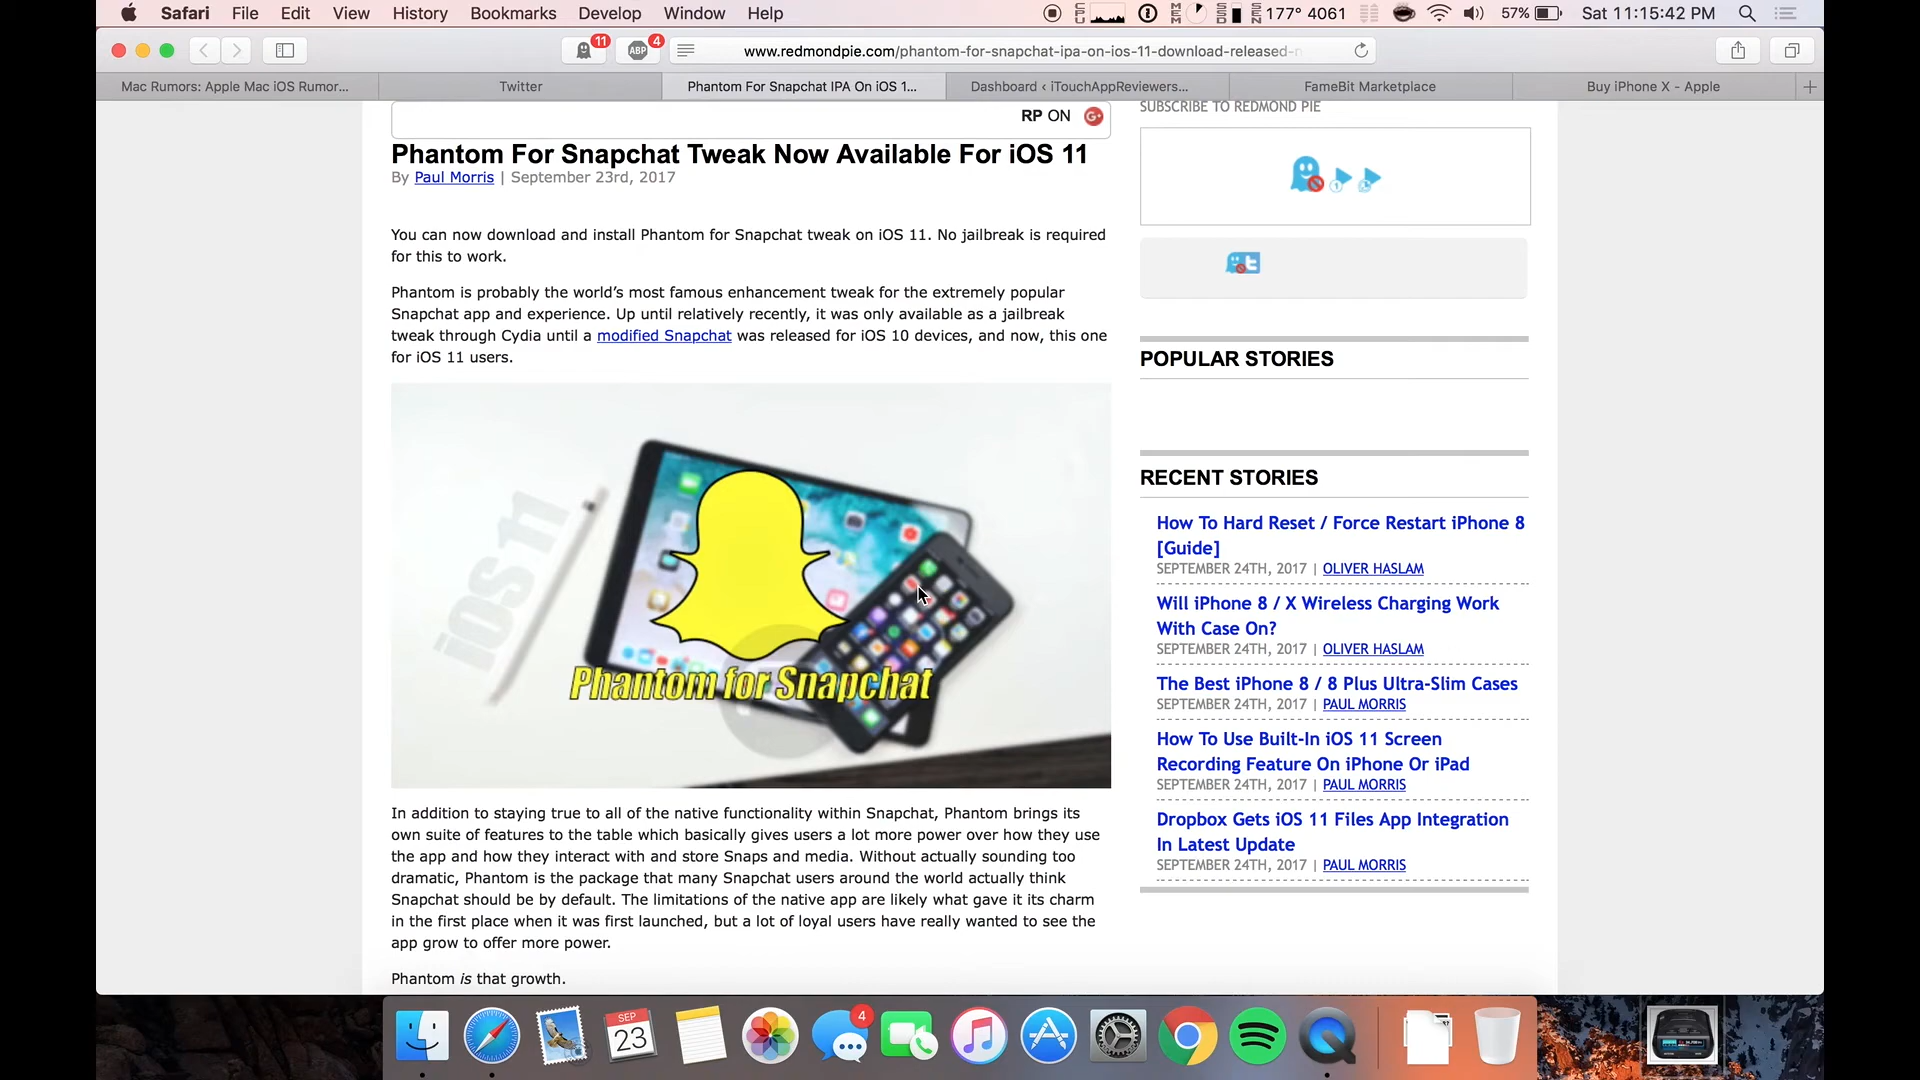 Safari File Edit View History Bookmarks Develop Window Help 177° 4061 57% Sat 11:15:42 PM
11 ABP 4 www.redmondpie.com/phantom-for-snapchat-ipa-on-ios-11-download-released-
Mac Rumors: Apple Mac iOS Rumor... Twitter Phantom For Snapchat IPA On iOS 1... Dashboard ‹ iTouchAppReviewers... FameBit Marketplace Buy iPhone X - Apple
RP ON G+
Phantom For Snapchat Tweak Now Available For iOS 11
By Paul Morris | September 23rd, 2017
You can now download and install Phantom for Snapchat tweak on iOS 11. No jailbreak is required
for this to work.
Phantom is probably the world's most famous enhancement tweak for the extremely popular
Snapchat app and experience. Up until relatively recently, it was only available as a jailbreak
tweak through Cydia until a modified Snapchat was released for iOS 10 devices, and now, this one
for iOS 11 users.
iOS 11
Phantom for Snapchat
In addition to staying true to all of the native functionality within Snapchat, Phantom brings its
own suite of features to the table which basically gives users a lot more power over how they use
the app and how they interact with and store Snaps and media. Without actually sounding too
dramatic, Phantom is the package that many Snapchat users around the world actually think
Snapchat should be by default. The limitations of the native app are likely what gave it its charm
in the first place when it was first launched, but a lot of loyal users have really wanted to see the
app grow to offer more power.
Phantom is that growth.
SUBSCRIBE TO REDMOND PIE
POPULAR STORIES
RECENT STORIES
How To Hard Reset / Force Restart iPhone 8
[Guide]
SEPTEMBER 24TH, 2017 | OLIVER HASLAM
Will iPhone 8 / X Wireless Charging Work
With Case On?
SEPTEMBER 24TH, 2017 | OLIVER HASLAM
The Best iPhone 8 / 8 Plus Ultra-Slim Cases
SEPTEMBER 24TH, 2017 | PAUL MORRIS
How To Use Built-In iOS 11 Screen
Recording Feature On iPhone Or iPad
SEPTEMBER 24TH, 2017 | PAUL MORRIS
Dropbox Gets iOS 11 Files App Integration
In Latest Update
SEPTEMBER 24TH, 2017 | PAUL MORRIS
SEP
23
4